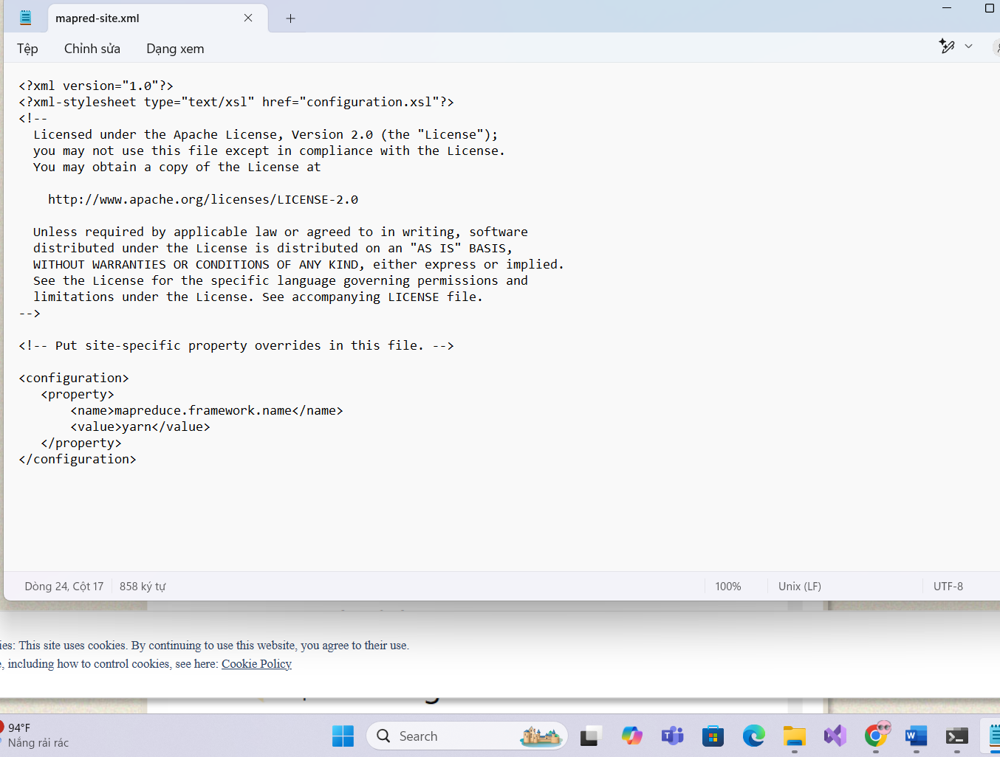 mapred-site.xml
Tệp Chỉnh sửa Dạng xem
<?xml version="1.0"?>
<?xml-stylesheet type="text/xsl" href="configuration.xsl"?>
<!--
  Licensed under the Apache License, Version 2.0 (the "License");
  you may not use this file except in compliance with the License.
  You may obtain a copy of the License at

    http://www.apache.org/licenses/LICENSE-2.0

  Unless required by applicable law or agreed to in writing, software
  distributed under the License is distributed on an "AS IS" BASIS,
  WITHOUT WARRANTIES OR CONDITIONS OF ANY KIND, either express or implied.
  See the License for the specific language governing permissions and
  limitations under the License. See accompanying LICENSE file.
-->

<!-- Put site-specific property overrides in this file. -->

<configuration>
   <property>
       <name>mapreduce.framework.name</name>
       <value>yarn</value>
   </property>
</configuration>
Dòng 24, Cột 17 858 ký tự 100% Unix (LF) UTF-8
This site uses cookies. By continuing to use this website, you agree to their use.
including how to control cookies, see here: Cookie Policy
94°F
Nắng rải rác
Search